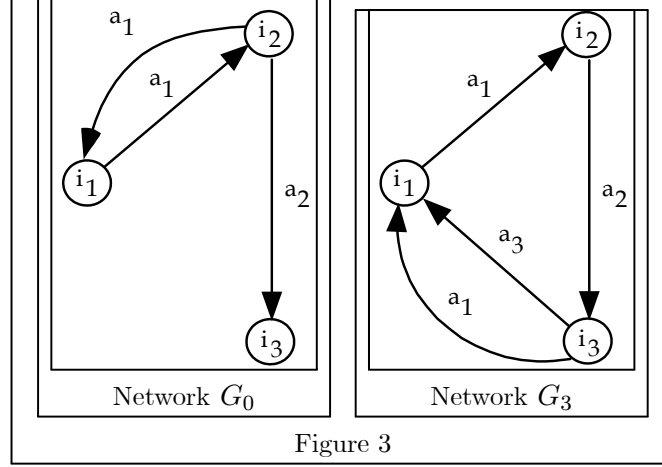 a1
i2
a1
i1
a2
i3
Network G0
i2
a1
i1
a2
a3
a1
i3
Network G3
Figure 3